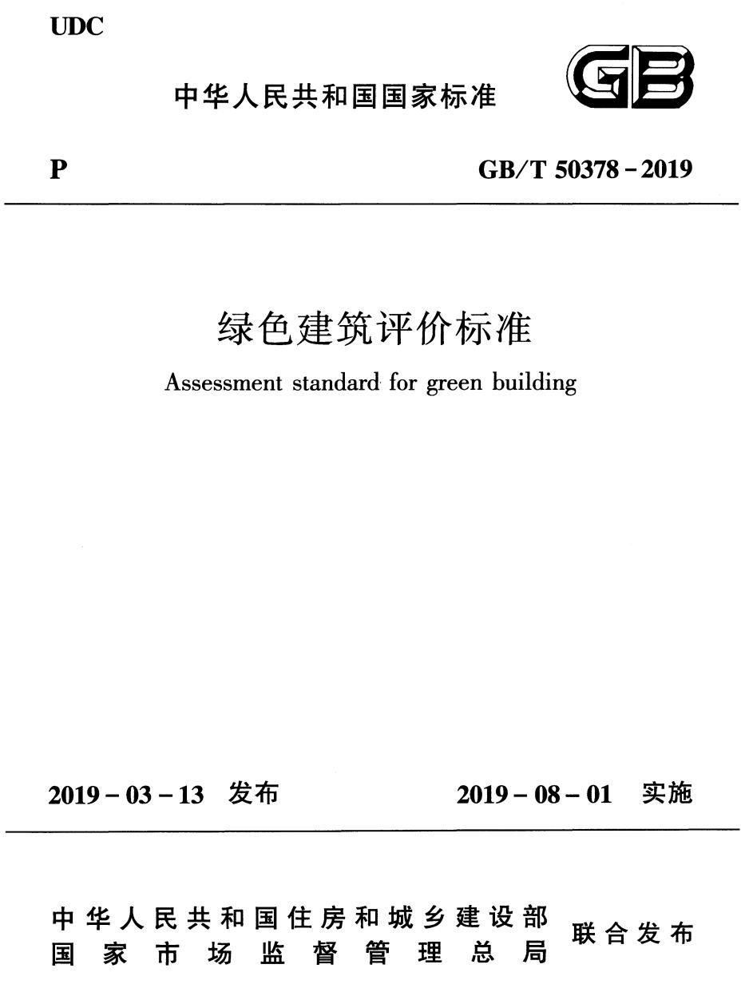 UDC
中华人民共和国国家标准
GB
P
GB/T 50378-2019
绿色建筑评价标准
Assessment standard for green building
2019-03-13 发布
2019-08-01 实施
中华人民共和国住房和城乡建设部
国家市场监督管理总局
联合发布